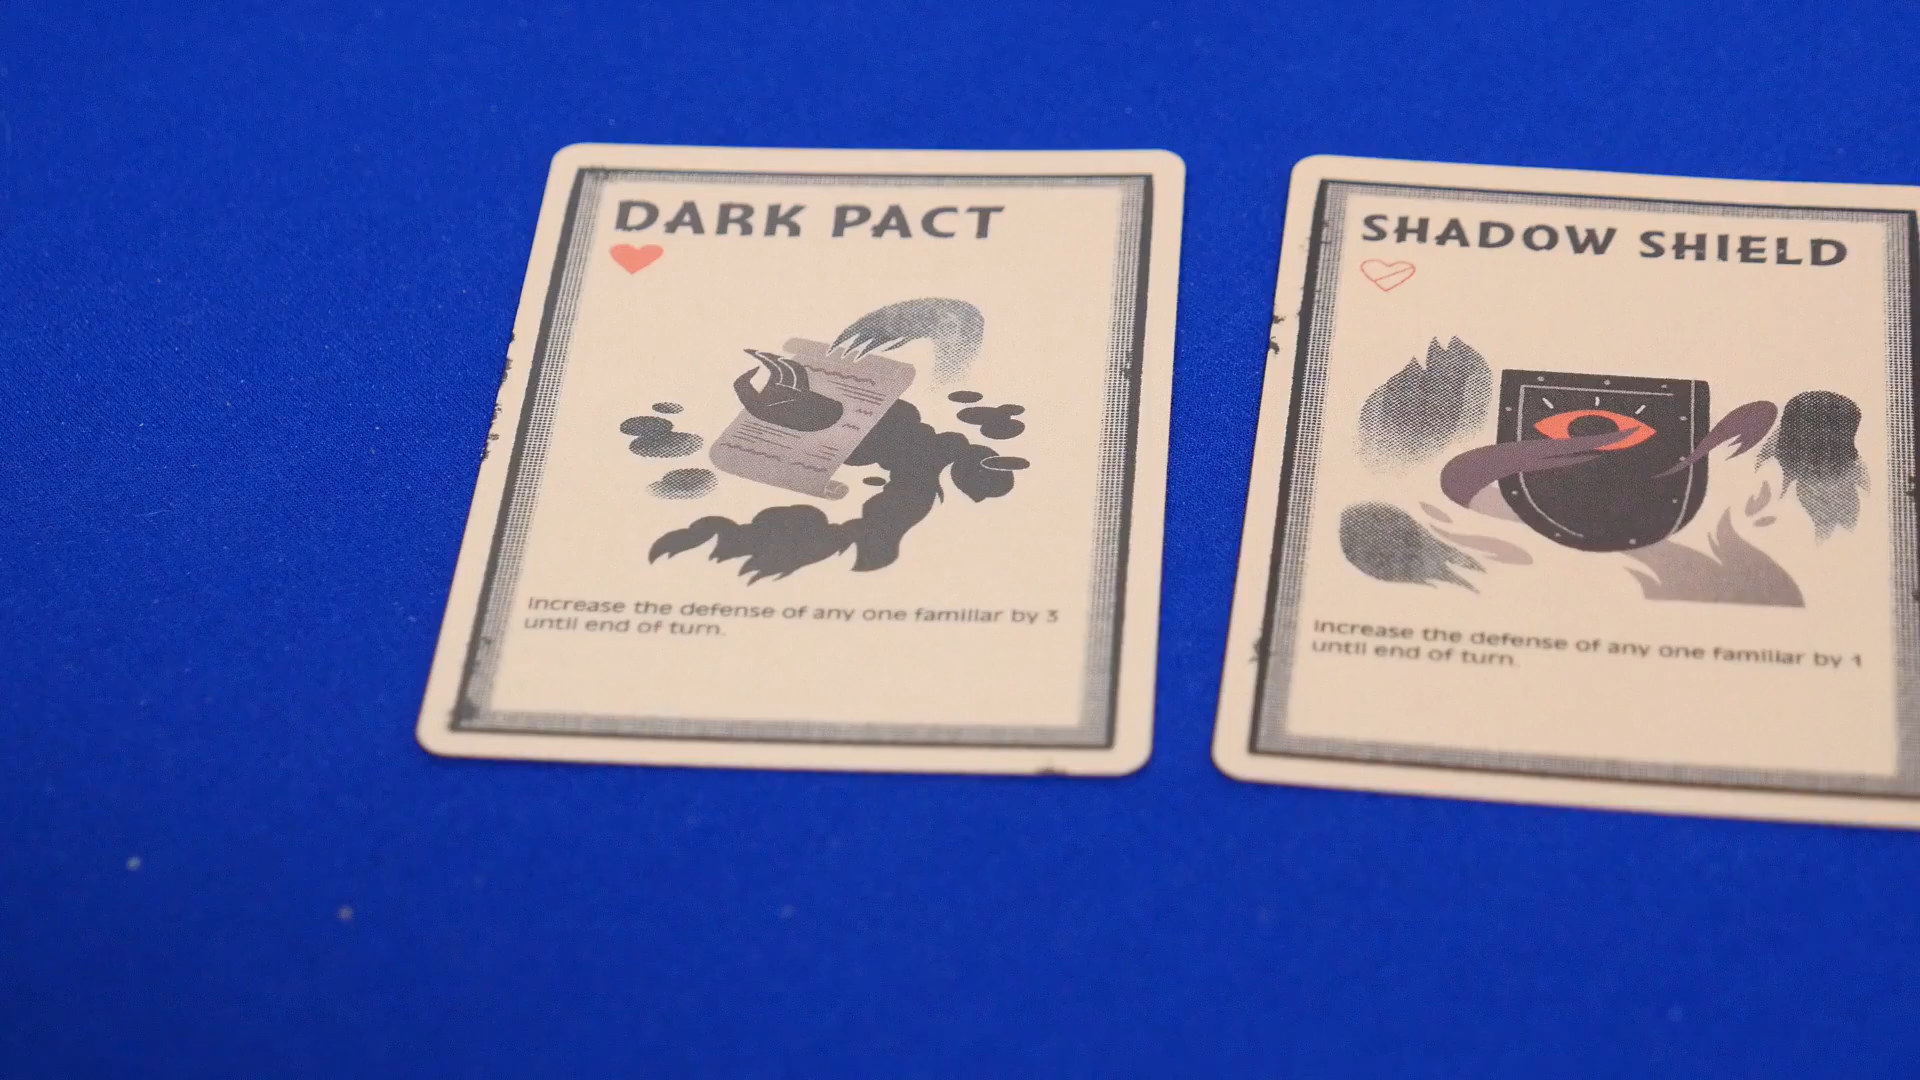 DARK PACT
Increase the defense of any one familiar by 3
until end of turn.
SHADOW SHIELD
Increase the defense of any one familiar by 1
until end of turn.